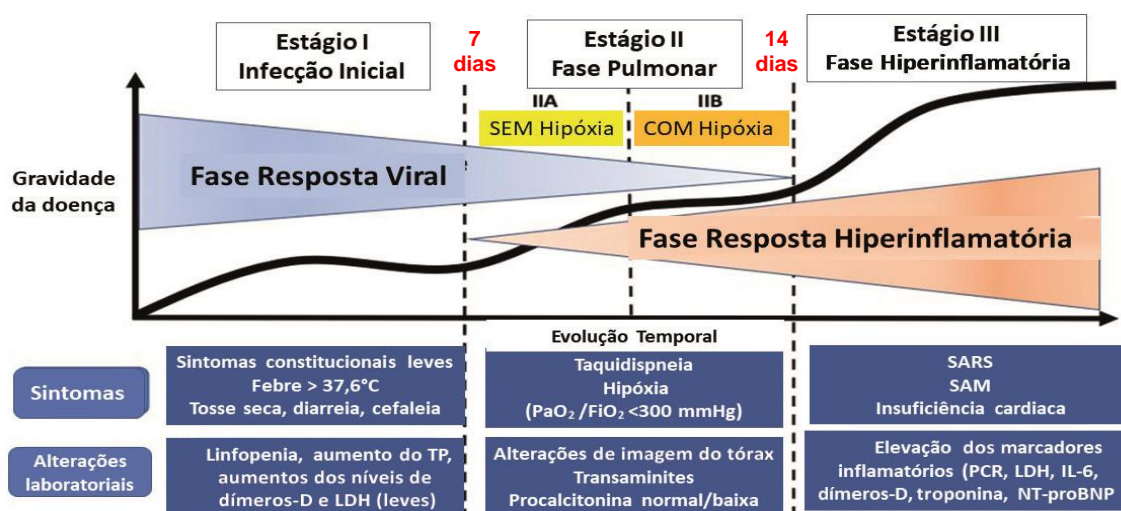 Estágio I
Infecção Inicial
7
dias
Estágio II
Fase Pulmonar
14
dias
Estágio III
Fase Hiperinflamatória
IIA
SEM Hipóxia
IIB
COM Hipóxia
Gravidade
da doença
Fase Resposta Viral
Fase Resposta Hiperinflamatória
Evolução Temporal
Sintomas
Sintomas constitucionais leves
Febre > 37,6°C
Tosse seca, diarreia, cefaleia
Taquidispneia
Hipóxia
(PaO₂ /FiO₂ <300 mmHg)
SARS
SAM
Insuficiência cardiaca
Alterações
laboratoriais
Linfopenia, aumento do TP,
aumentos dos níveis de
dímeros-D e LDH (leves)
Alterações de imagem do tórax
Transaminites
Procalcitonina normal/baixa
Elevação dos marcadores
inflamatórios (PCR, LDH, IL-6,
dímeros-D, troponina, NT-proBNP